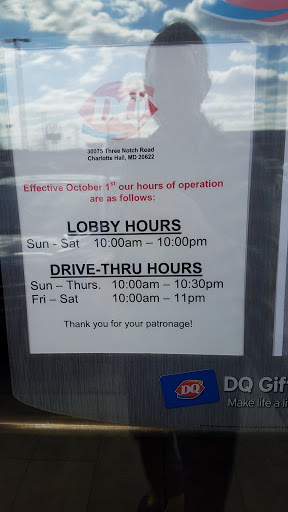 DQ
30075 Three Notch Road
Charlotte Hall, MD 20622
Effective October 1st our hours of operation
are as follows:
LOBBY HOURS
Sun - Sat 10:00am – 10:00pm
DRIVE-THRU HOURS
Sun – Thurs. 10:00am – 10:30pm
Fri – Sat 10:00am – 11pm
Thank you for your patronage!
DQ
DQ Gif
Make life a